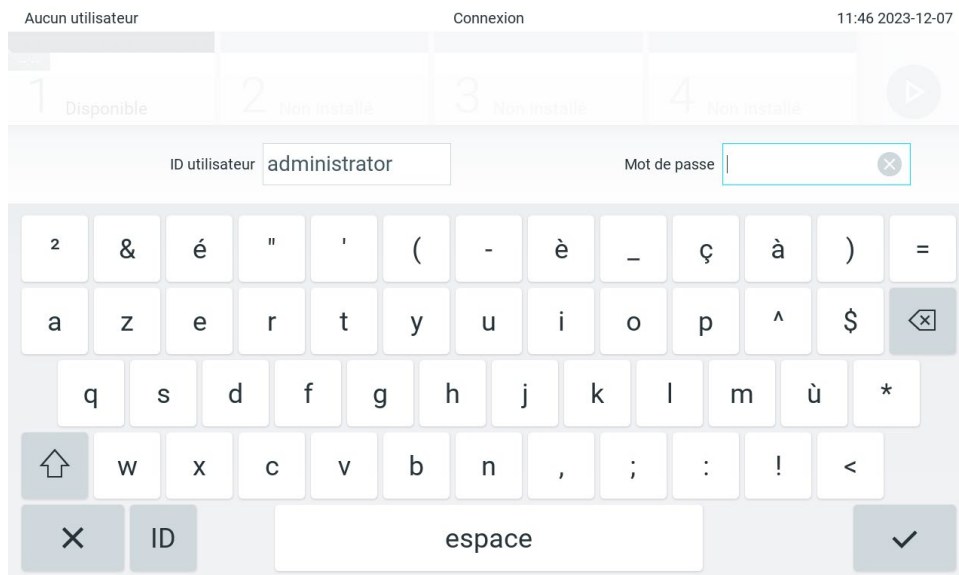 Aucun utilisateur Connexion 11:46 2023-12-07
1 Disponible 2 Non installé 3 Non installé 4 Non installé
ID utilisateur administrator Mot de passe
² & é " ' ( - è _ ç à ) =
a z e r t y u i o p ^ $
q s d f g h j k l m ù *
w x c v b n , ; : ! <
ID espace